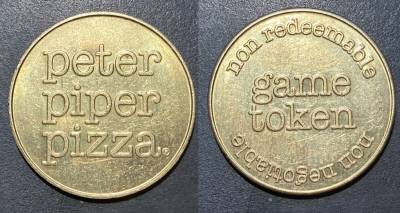 peter
piper
pizza®
non redeemable
game
token
non negotiable